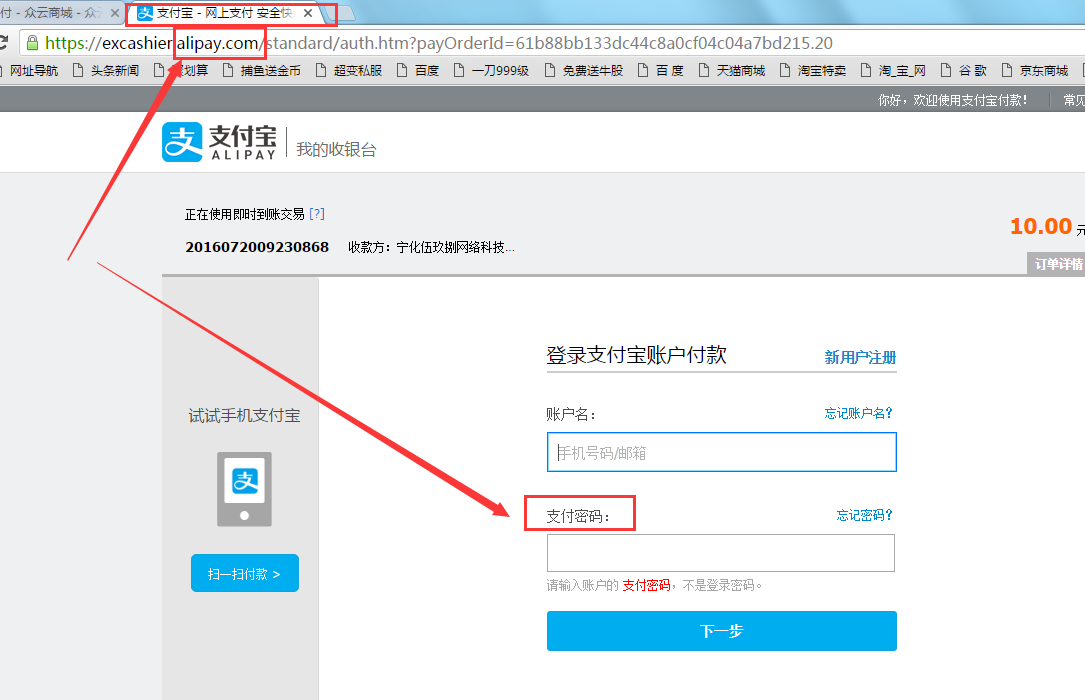 付 - 众云商城 - 众云 支付宝 - 网上支付 安全快
https://excashier.alipay.com/standard/auth.htm?payOrderId=61b88bb133dc44c8a0cf04c04a7bd215.20
网址导航 头条新闻 聚划算 捕鱼送金币 超变私服 百度 一刀999级 免费送牛股 百 度 天猫商城 淘宝特卖 淘_宝_网 谷 歌 京东商城
你好，欢迎使用支付宝付款！ 常见
支付宝 ALIPAY 我的收银台
正在使用即时到账交易 [?]
10.00 元
2016072009230868 收款方：宁化伍玖捌网络科技...
订单详情
登录支付宝账户付款 新用户注册
账户名： 忘记账户名?
试试手机支付宝
手机号码/邮箱
支付密码： 忘记密码?
扫一扫付款 >
请输入账户的 支付密码，不是登录密码。
下一步